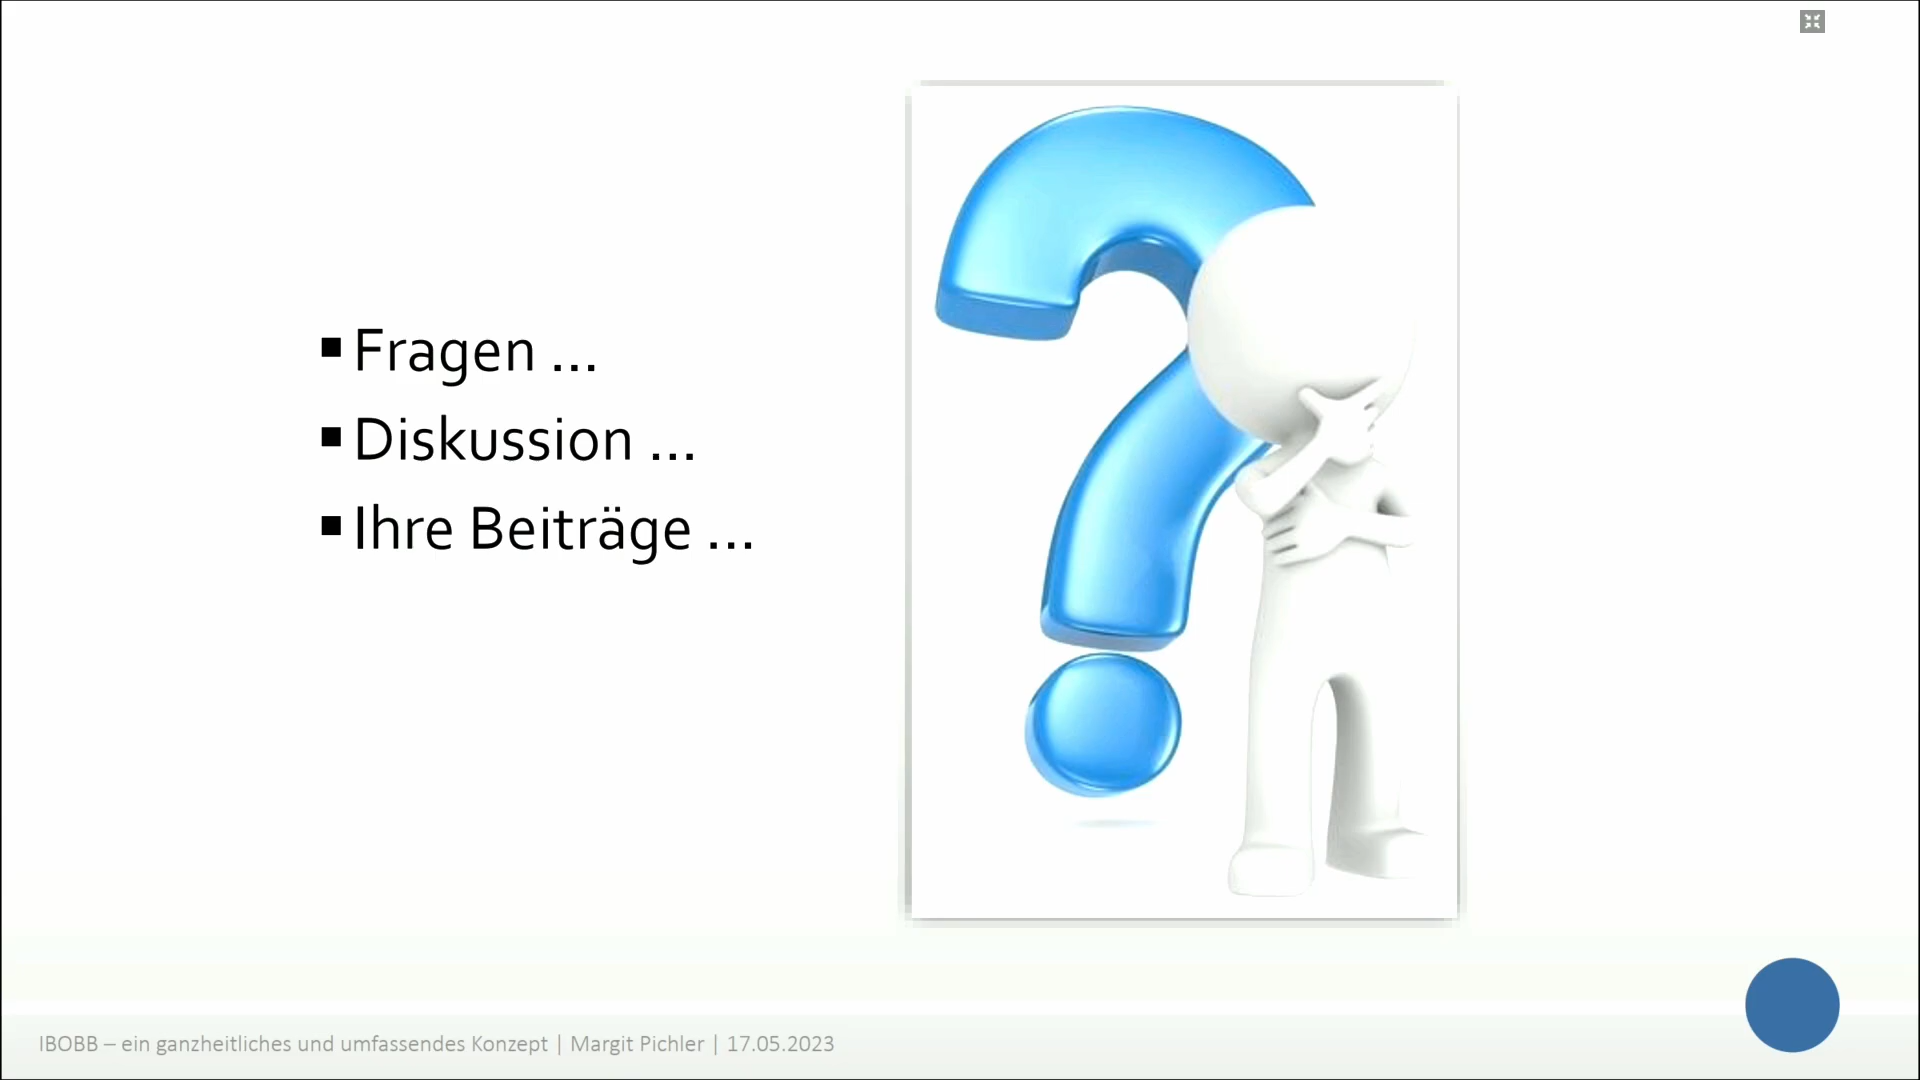 Fragen ...
Diskussion ...
Ihre Beiträge ...
IBOBB – ein ganzheitliches und umfassendes Konzept | Margit Pichler | 17.05.2023